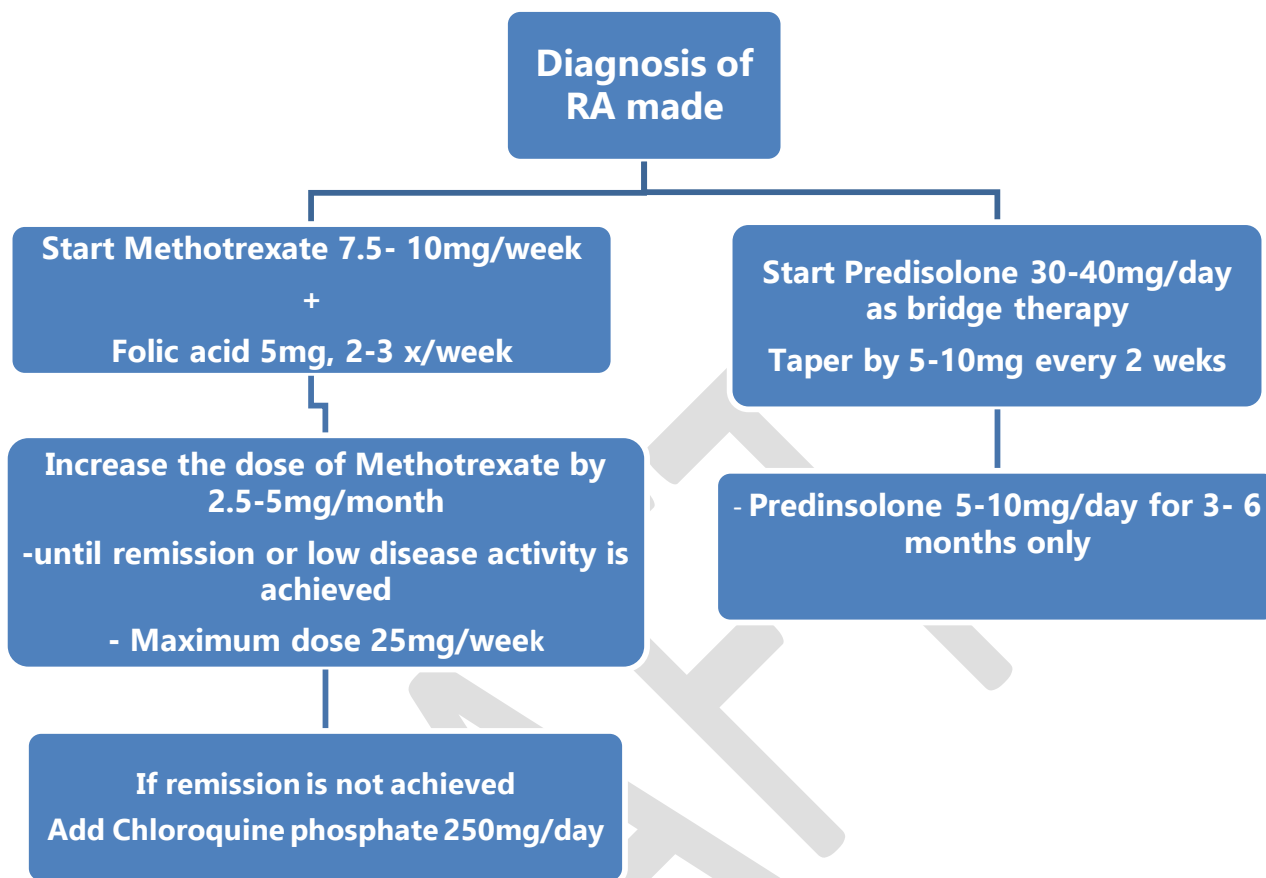 Diagnosis of
RA made
Start Methotrexate 7.5- 10mg/week
+
Folic acid 5mg, 2-3 x/week
Increase the dose of Methotrexate by
2.5-5mg/month
-until remission or low disease activity is
achieved
- Maximum dose 25mg/week
If remission is not achieved
Add Chloroquine phosphate 250mg/day
Start Predisolone 30-40mg/day
as bridge therapy
Taper by 5-10mg every 2 weks
- Predinsolone 5-10mg/day for 3- 6
months only